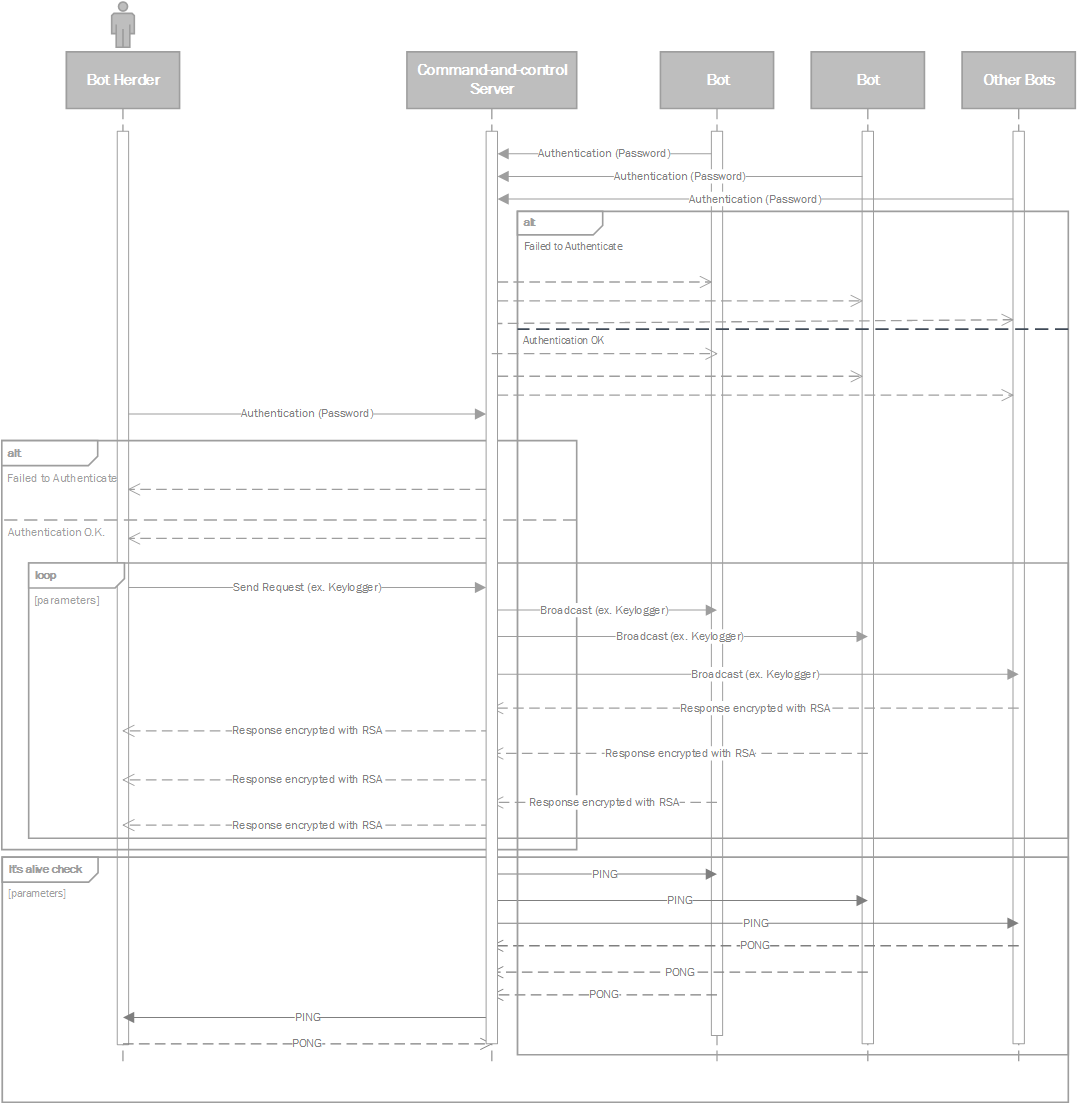 Bot Herder
Command-and-control
Server
Bot
Bot
Other Bots
Authentication (Password)
Authentication (Password)
Authentication (Password)
alt
Failed to Authenticate
Authentication OK
Authentication (Password)
alt
Failed to Authenticate
Authentication O.K.
loop
[parameters]
Send Request (ex. Keylogger)
Broadcast (ex. Keylogger)
Broadcast (ex. Keylogger)
Broadcast (ex. Keylogger)
Response encrypted with RSA
Response encrypted with RSA
Response encrypted with RSA
Response encrypted with RSA
Response encrypted with RSA
Response encrypted with RSA
It's alive check
[parameters]
PING
PING
PING
PONG
PONG
PONG
PING
PONG